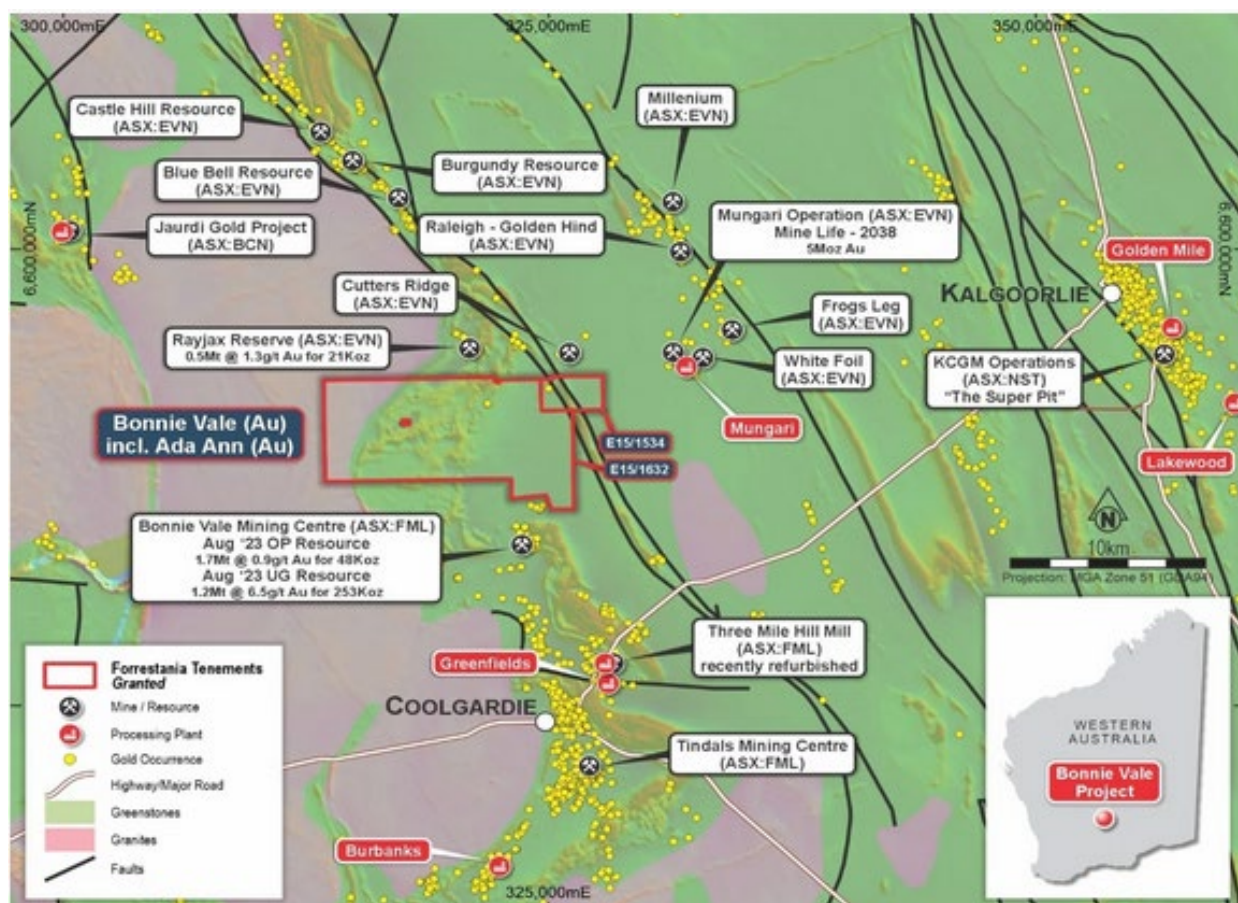 300,000mE
325,000mE
350,000mE
Castle Hill Resource
(ASX:EVN)
Millenium
(ASX:EVN)
Blue Bell Resource
(ASX:EVN)
Burgundy Resource
(ASX:EVN)
Jaurdi Gold Project
(ASX:BCN)
Raleigh - Golden Hind
(ASX:EVN)
Mungari Operation (ASX:EVN)
Mine Life - 2038
5Moz Au
6,600,000mN
6,600,000mN
Golden Mile
KALGOORLIE
Cutters Ridge
(ASX:EVN)
Frogs Leg
(ASX:EVN)
Rayjax Reserve (ASX:EVN)
0.5Mt @ 1.3g/t Au for 21Koz
White Foil
(ASX:EVN)
KCGM Operations
(ASX:NST)
"The Super Pit"
Bonnie Vale (Au)
incl. Ada Ann (Au)
Mungari
E15/1534
E15/1632
Lakewood
Bonnie Vale Mining Centre (ASX:FML)
Aug '23 OP Resource
1.7Mt @ 0.9g/t Au for 48Koz
Aug '23 UG Resource
1.2Mt @ 6.5g/t Au for 253Koz
N
10km
Projection: MGA Zone 51 (GDA94)
Three Mile Hill Mill
(ASX:FML)
recently refurbished
Greenfields
COOLGARDIE
Tindals Mining Centre
(ASX:FML)
Burbanks
325,000mE
Forrestania Tenements
Granted
Mine / Resource
Processing Plant
Gold Occurrence
Highway/Major Road
Greenstones
Granites
Faults
WESTERN
AUSTRALIA
Bonnie Vale
Project